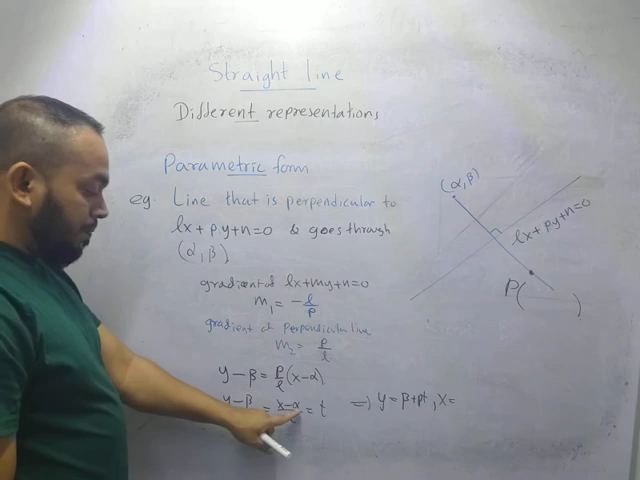 Straight line
Different representations
Parametric form
eg. Line that is perpendicular to
lx + py + n = 0 & goes through
(α, β)
gradient of lx+my+n=0
m₁ = -l/p
gradient of perpendicular line
m₂ = p/l
y - β = p/l (x - α)
y - β = x - α = t ⇒ y = β + pt, x =
(α, β)
lx + py + n = 0
P( )